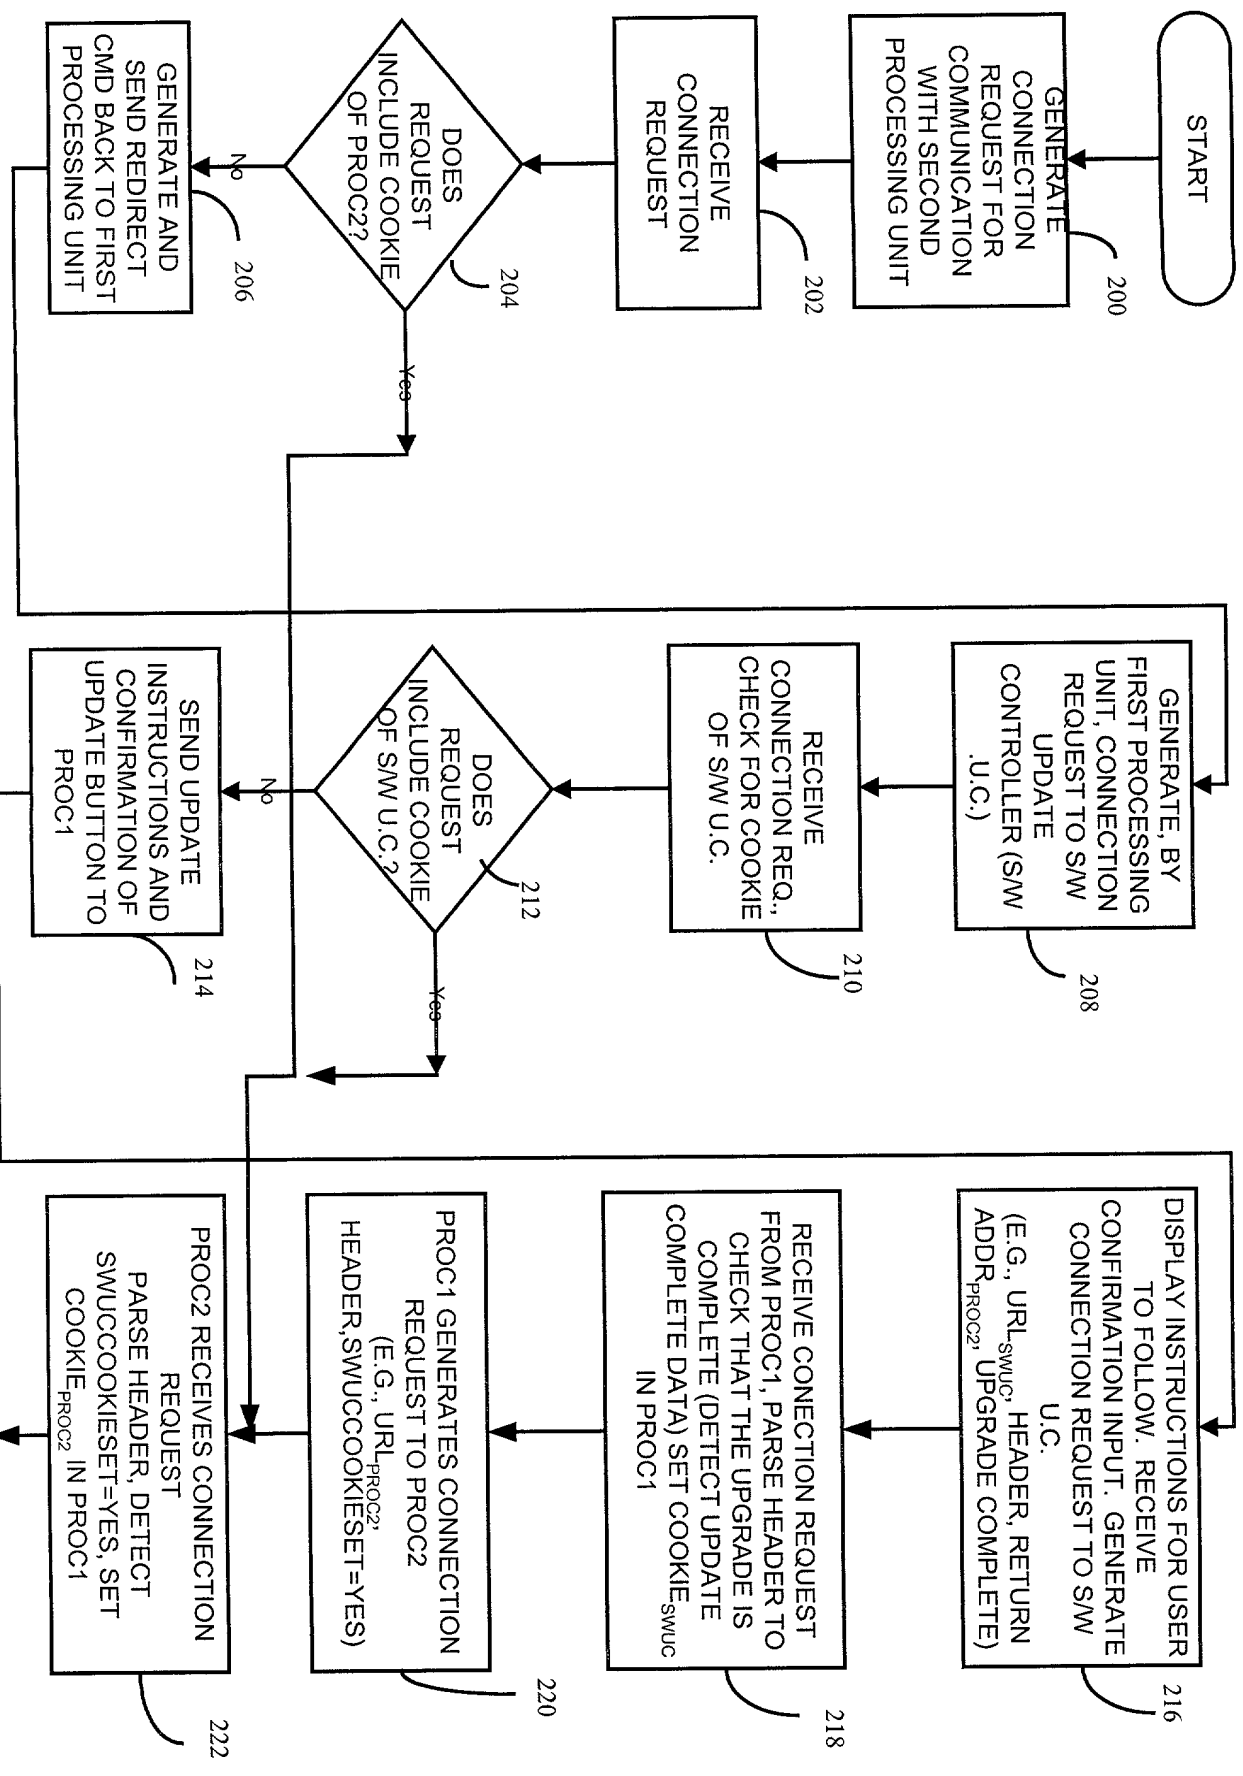 START
GENERATE
CONNECTION
REQUEST FOR
COMMUNICATION
WITH SECOND
PROCESSING UNIT
200
RECEIVE
CONNECTION
REQUEST
202
DOES
REQUEST
INCLUDE COOKIE
OF PROC2?
204
Yes
No
GENERATE AND
SEND REDIRECT
CMD BACK TO FIRST
PROCESSING UNIT
206
GENERATE, BY
FIRST PROCESSING
UNIT, CONNECTION
REQUEST TO S/W
UPDATE
CONTROLLER (S/W
.U.C.)
208
RECEIVE
CONNECTION REQ.,
CHECK FOR COOKIE
OF S/W U.C.
210
DOES
REQUEST
INCLUDE COOKIE
OF S/W U.C.?
212
Yes
No
SEND UPDATE
INSTRUCTIONS AND
CONFIRMATION OF
UPDATE BUTTON TO
PROC1
214
DISPLAY INSTRUCTIONS FOR USER
TO FOLLOW. RECEIVE
CONFIRMATION INPUT. GENERATE
CONNECTION REQUEST TO S/W
U.C.
(E.G., URL_SWUC, HEADER, RETURN
ADDR_PROC2, UPGRADE COMPLETE)
216
RECEIVE CONECTION REQUEST
FROM PROC1, PARSE HEADER TO
CHECK THAT THE UPGRADE IS
COMPLETE (DETECT UPDATE
COMPLETE DATA) SET COOKIE_SWUC
IN PROC1
218
PROC1 GENERATES CONNECTION
REQUEST TO PROC2
(E.G., URL_PROC2,
HEADER,SWUCCOOKIESET=YES)
220
PROC2 RECEIVES CONNECTION
REQUEST
PARSE HEADER, DETECT
SWUCCOOKIESET=YES, SET
COOKIE_PROC2 IN PROC1
222